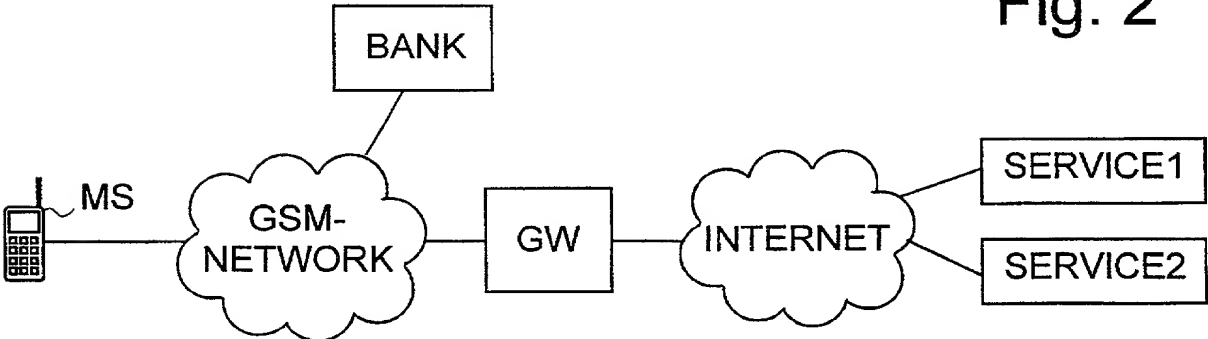 Fig. 2
BANK
MS
GSM-
NETWORK
GW
INTERNET
SERVICE1
SERVICE2